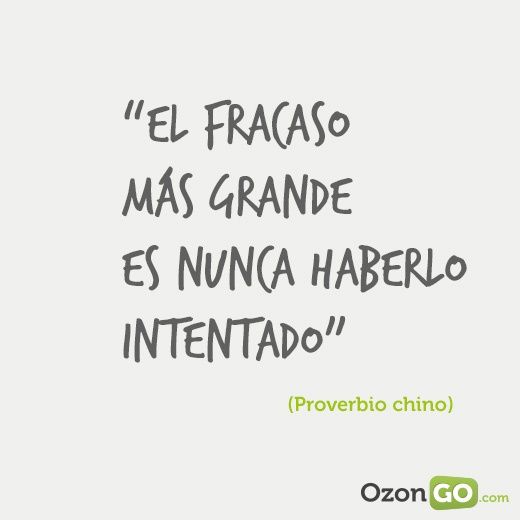 “EL FRACASO
MÁS GRANDE
ES NUNCA HABERLO
INTENTADO”
(Proverbio chino)
OzonGO.com